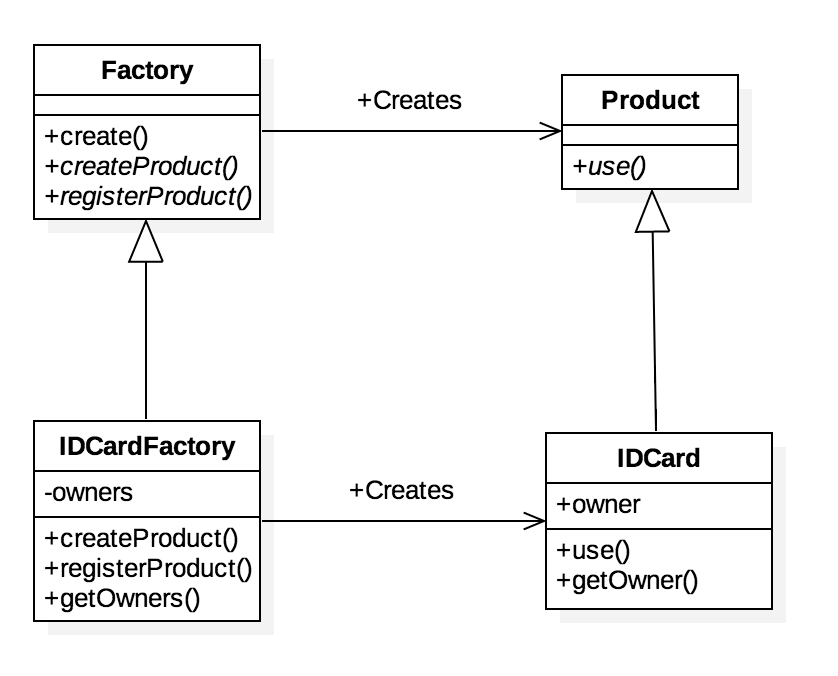 Factory
+create()
+createProduct()
+registerProduct()
+Creates
Product
+use()
IDCardFactory
-owners
+createProduct()
+registerProduct()
+getOwners()
+Creates
IDCard
+owner
+use()
+getOwner()